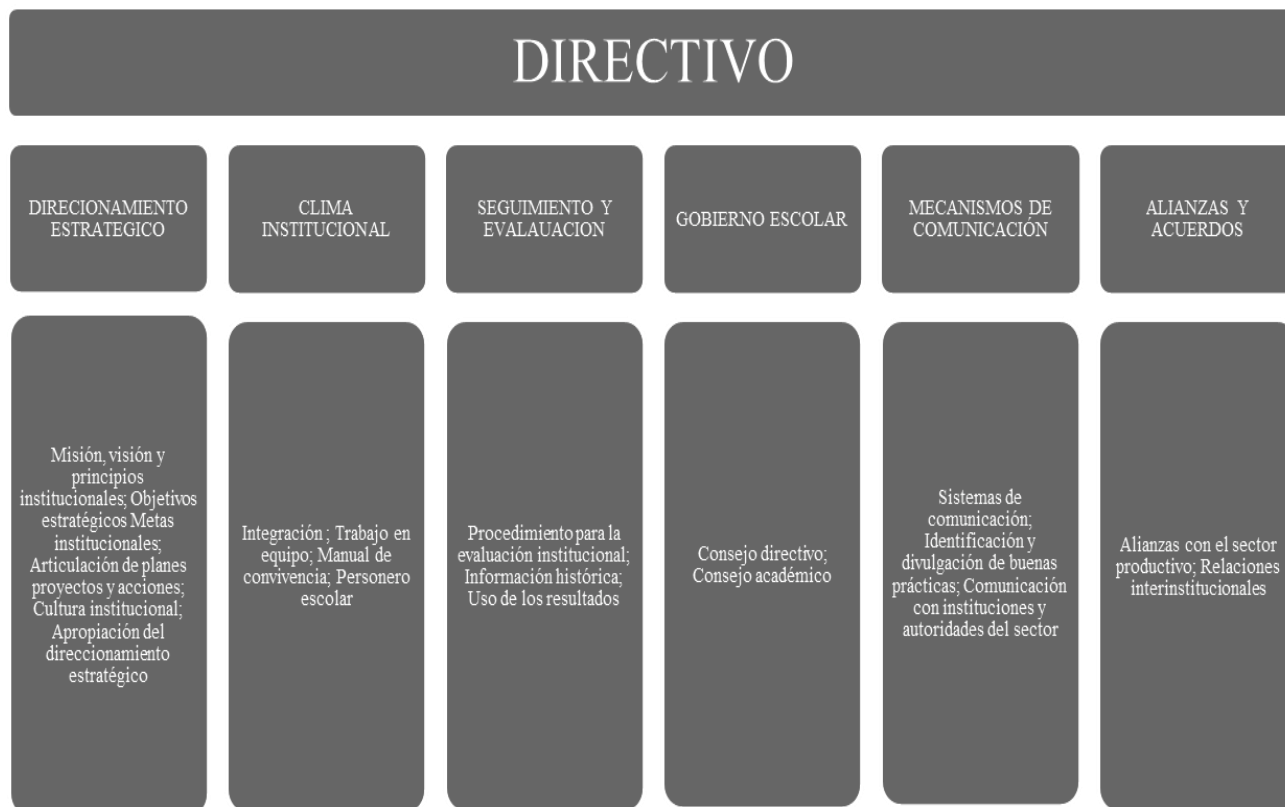 DIRECTIVO
DIRECIONAMIENTO
ESTRATEGICO
CLIMA
INSTITUCIONAL
SEGUIMIENTO Y
EVALAUACION
GOBIERNO ESCOLAR
MECANISMOS DE
COMUNICACIÓN
ALIANZAS Y
ACUERDOS
Misión, visión y
principios
institucionales; Objetivos
estratégicos Metas
institucionales;
Articulación de planes
proyectos y acciones;
Cultura institucional;
Apropiación del
direccionamiento
estratégico
Integración ; Trabajo en
equipo; Manual de
convivencia; Personero
escolar
Procedimiento para la
evaluación institucional;
Información histórica;
Uso de los resultados
Consejo directivo;
Consejo académico
Sistemas de
comunicación;
Identificación y
divulgación de buenas
prácticas; Comunicación
con instituciones y
autoridades del sector
Alianzas con el sector
productivo; Relaciones
interinstitucionales